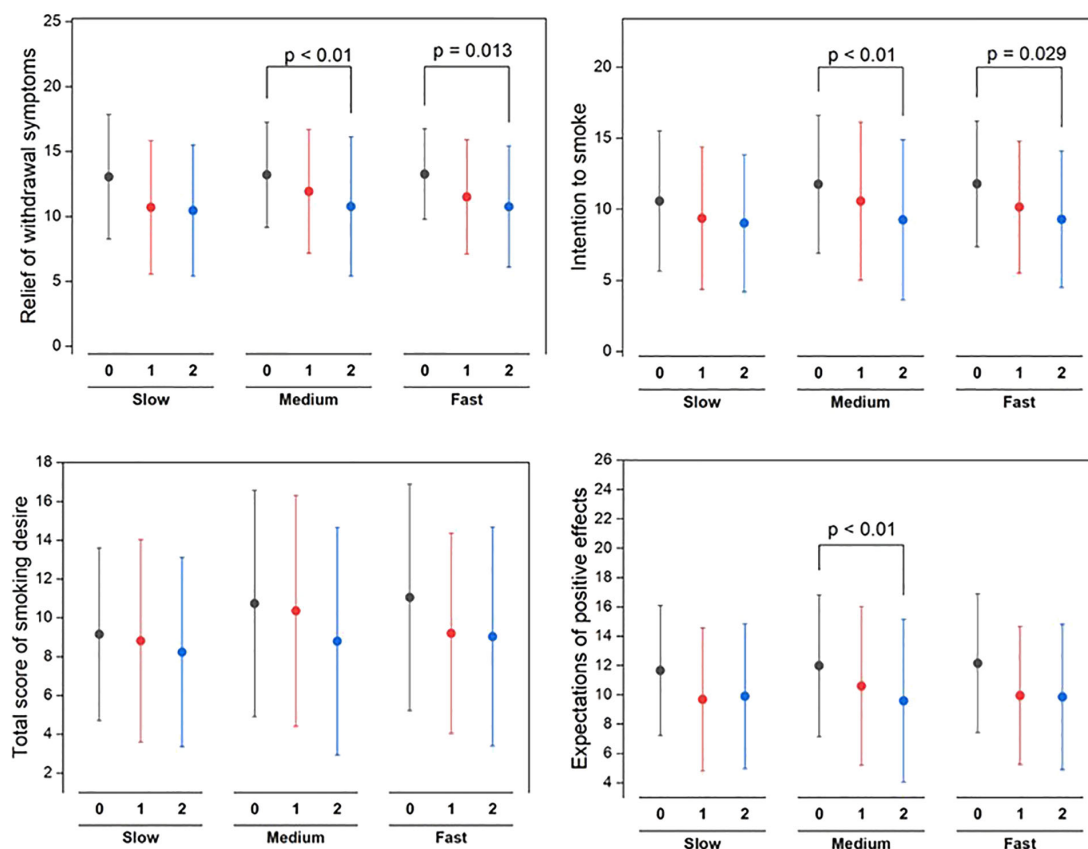 Relief of withdrawal symptoms
25
20
15
10
5
0
p < 0.01
p = 0.013
0 1 2 0 1 2 0 1 2
Slow Medium Fast
Intention to smoke
20
15
10
5
0
p < 0.01
p = 0.029
0 1 2 0 1 2 0 1 2
Slow Medium Fast
Total score of smoking desire
18
16
14
12
10
8
6
4
2
0 1 2 0 1 2 0 1 2
Slow Medium Fast
Expectations of positive effects
26
24
22
20
18
16
14
12
10
8
6
4
p < 0.01
0 1 2 0 1 2 0 1 2
Slow Medium Fast